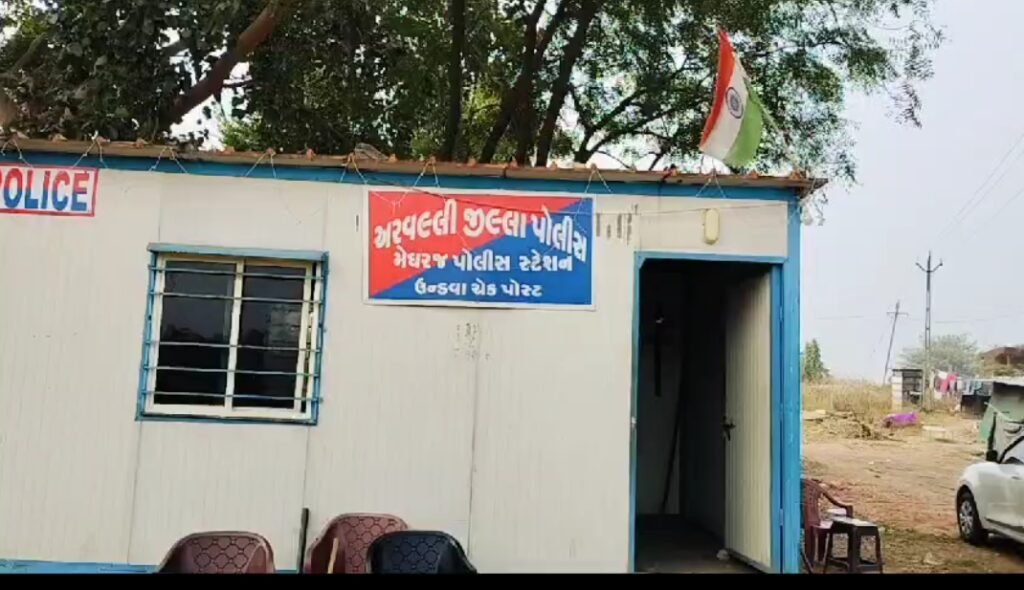 POLICE
અરવલ્લી જીલ્લા પોલીસ
મેઘરજ પોલીસ સ્ટેશન
ઉન્ડવા ચેક પોસ્ટ